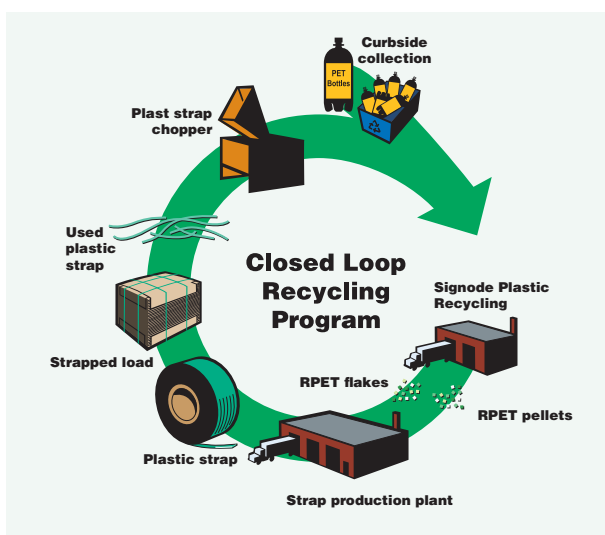 Curbside
collection
PET
Bottles
Plast strap
chopper
Used
plastic
strap
Closed Loop
Recycling
Program
Signode Plastic
Recycling
Strapped load
RPET flakes
RPET pellets
Plastic strap
Strap production plant